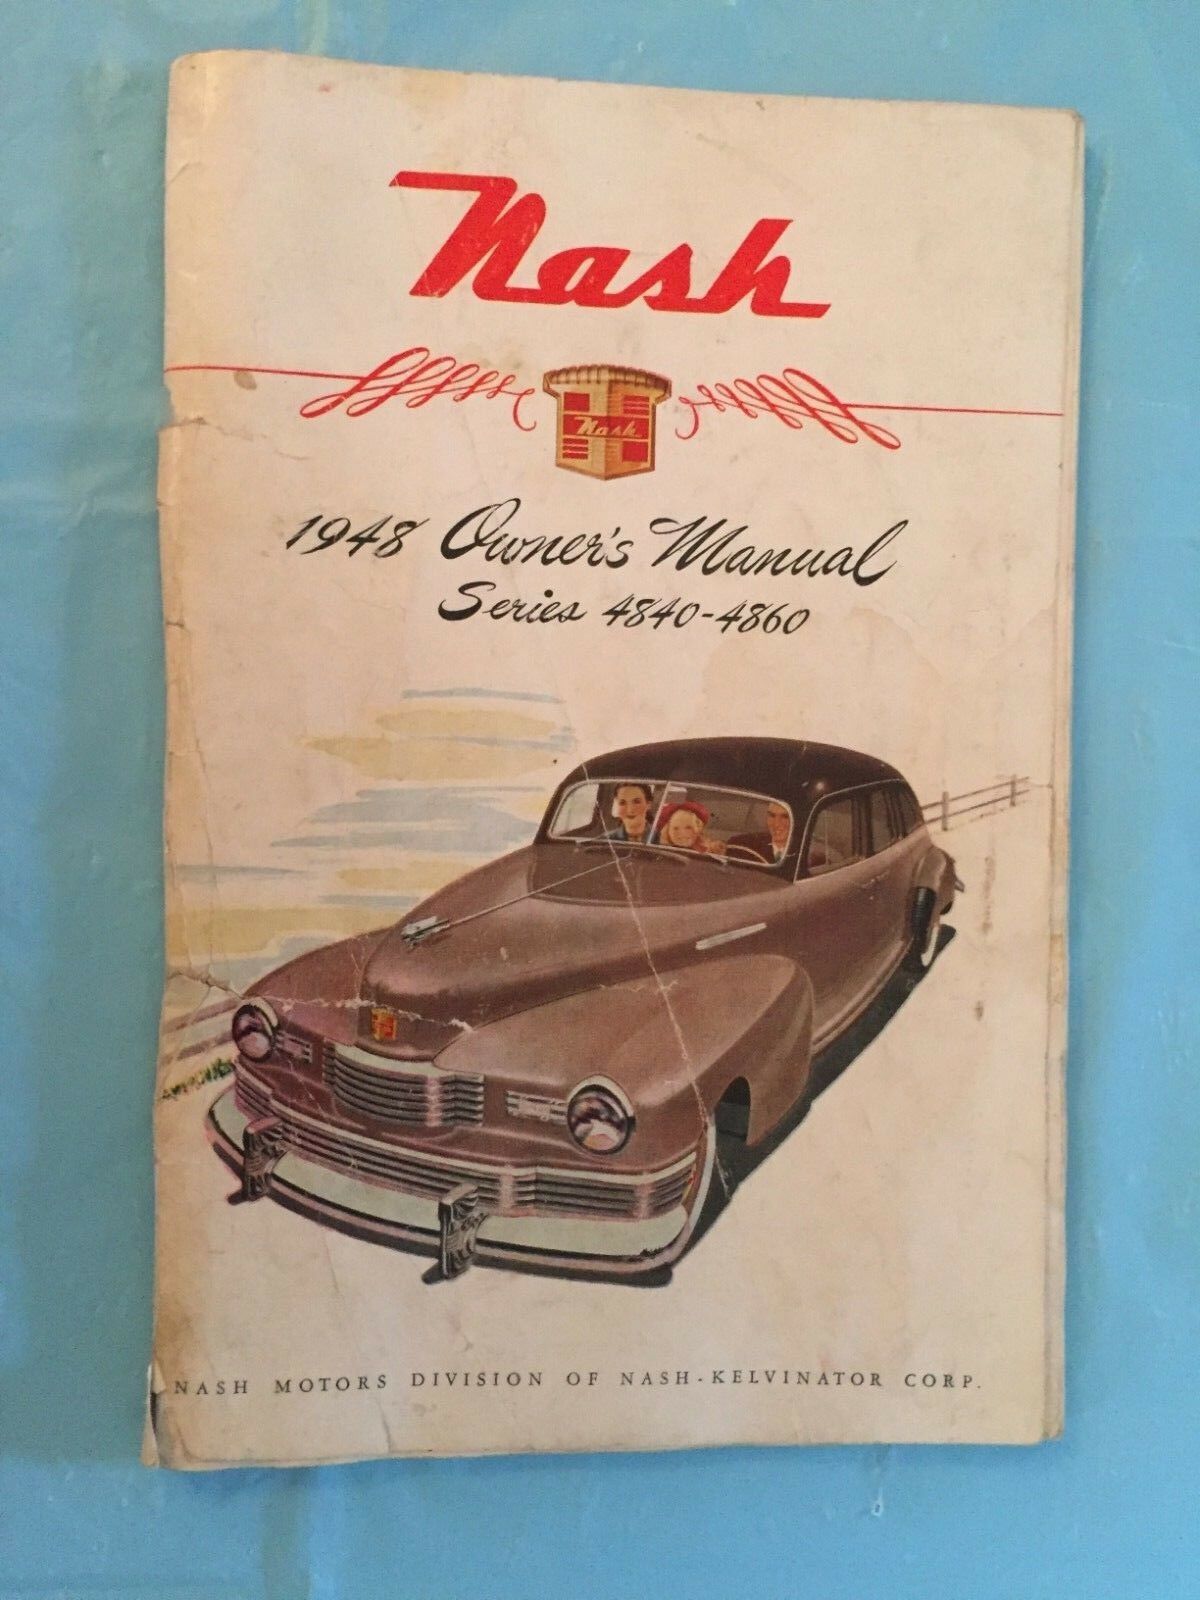 Nash
Nash
1948 Owner's Manual
Series 4840-4860
NASH MOTORS DIVISION OF NASH-KELVINATOR CORP.